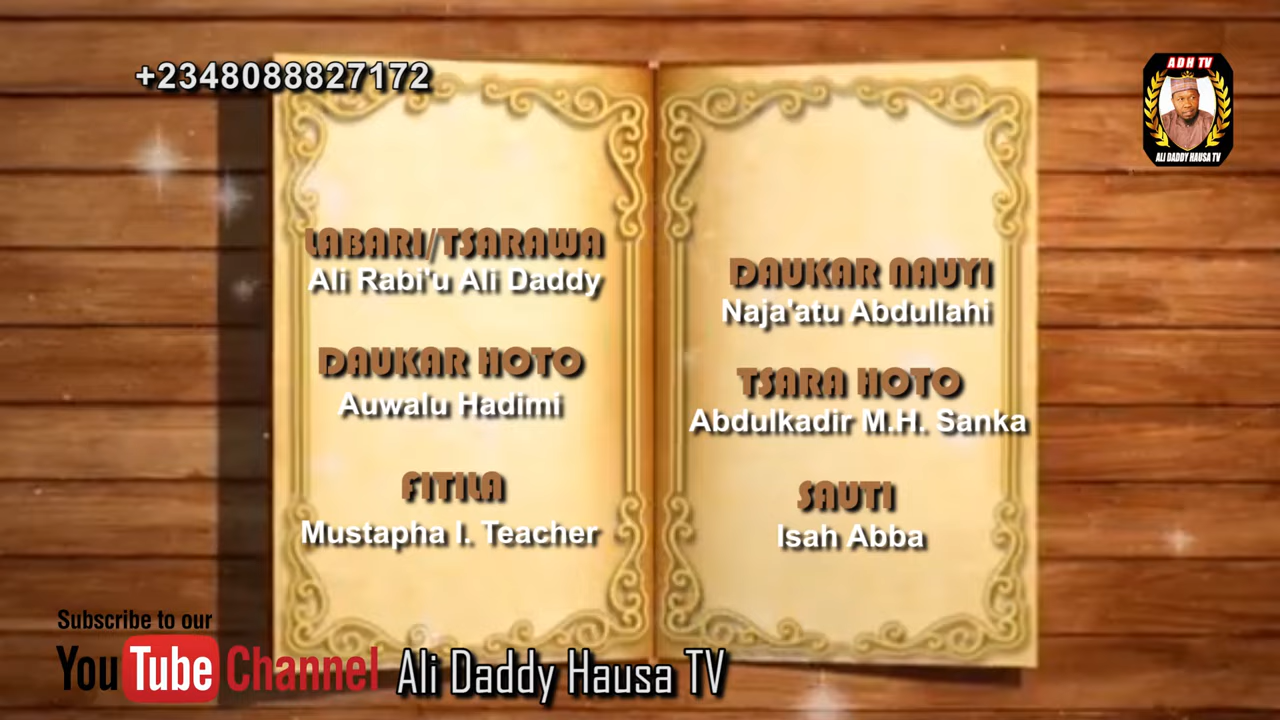 +2348088827172
ADH TV
ALI DADDY HAUSA TV
LABARI/TSARAWA
Ali Rabi'u Ali Daddy
DAUKAR HOTO
Auwalu Hadimi
FITILA
Mustapha I. Teacher
DAUKAR NAUYI
Naja'atu Abdullahi
TSARA HOTO
Abdulkadir M.H. Sanka
SAUTI
Isah Abba
Subscribe to our
YouTube Channel Ali Daddy Hausa TV